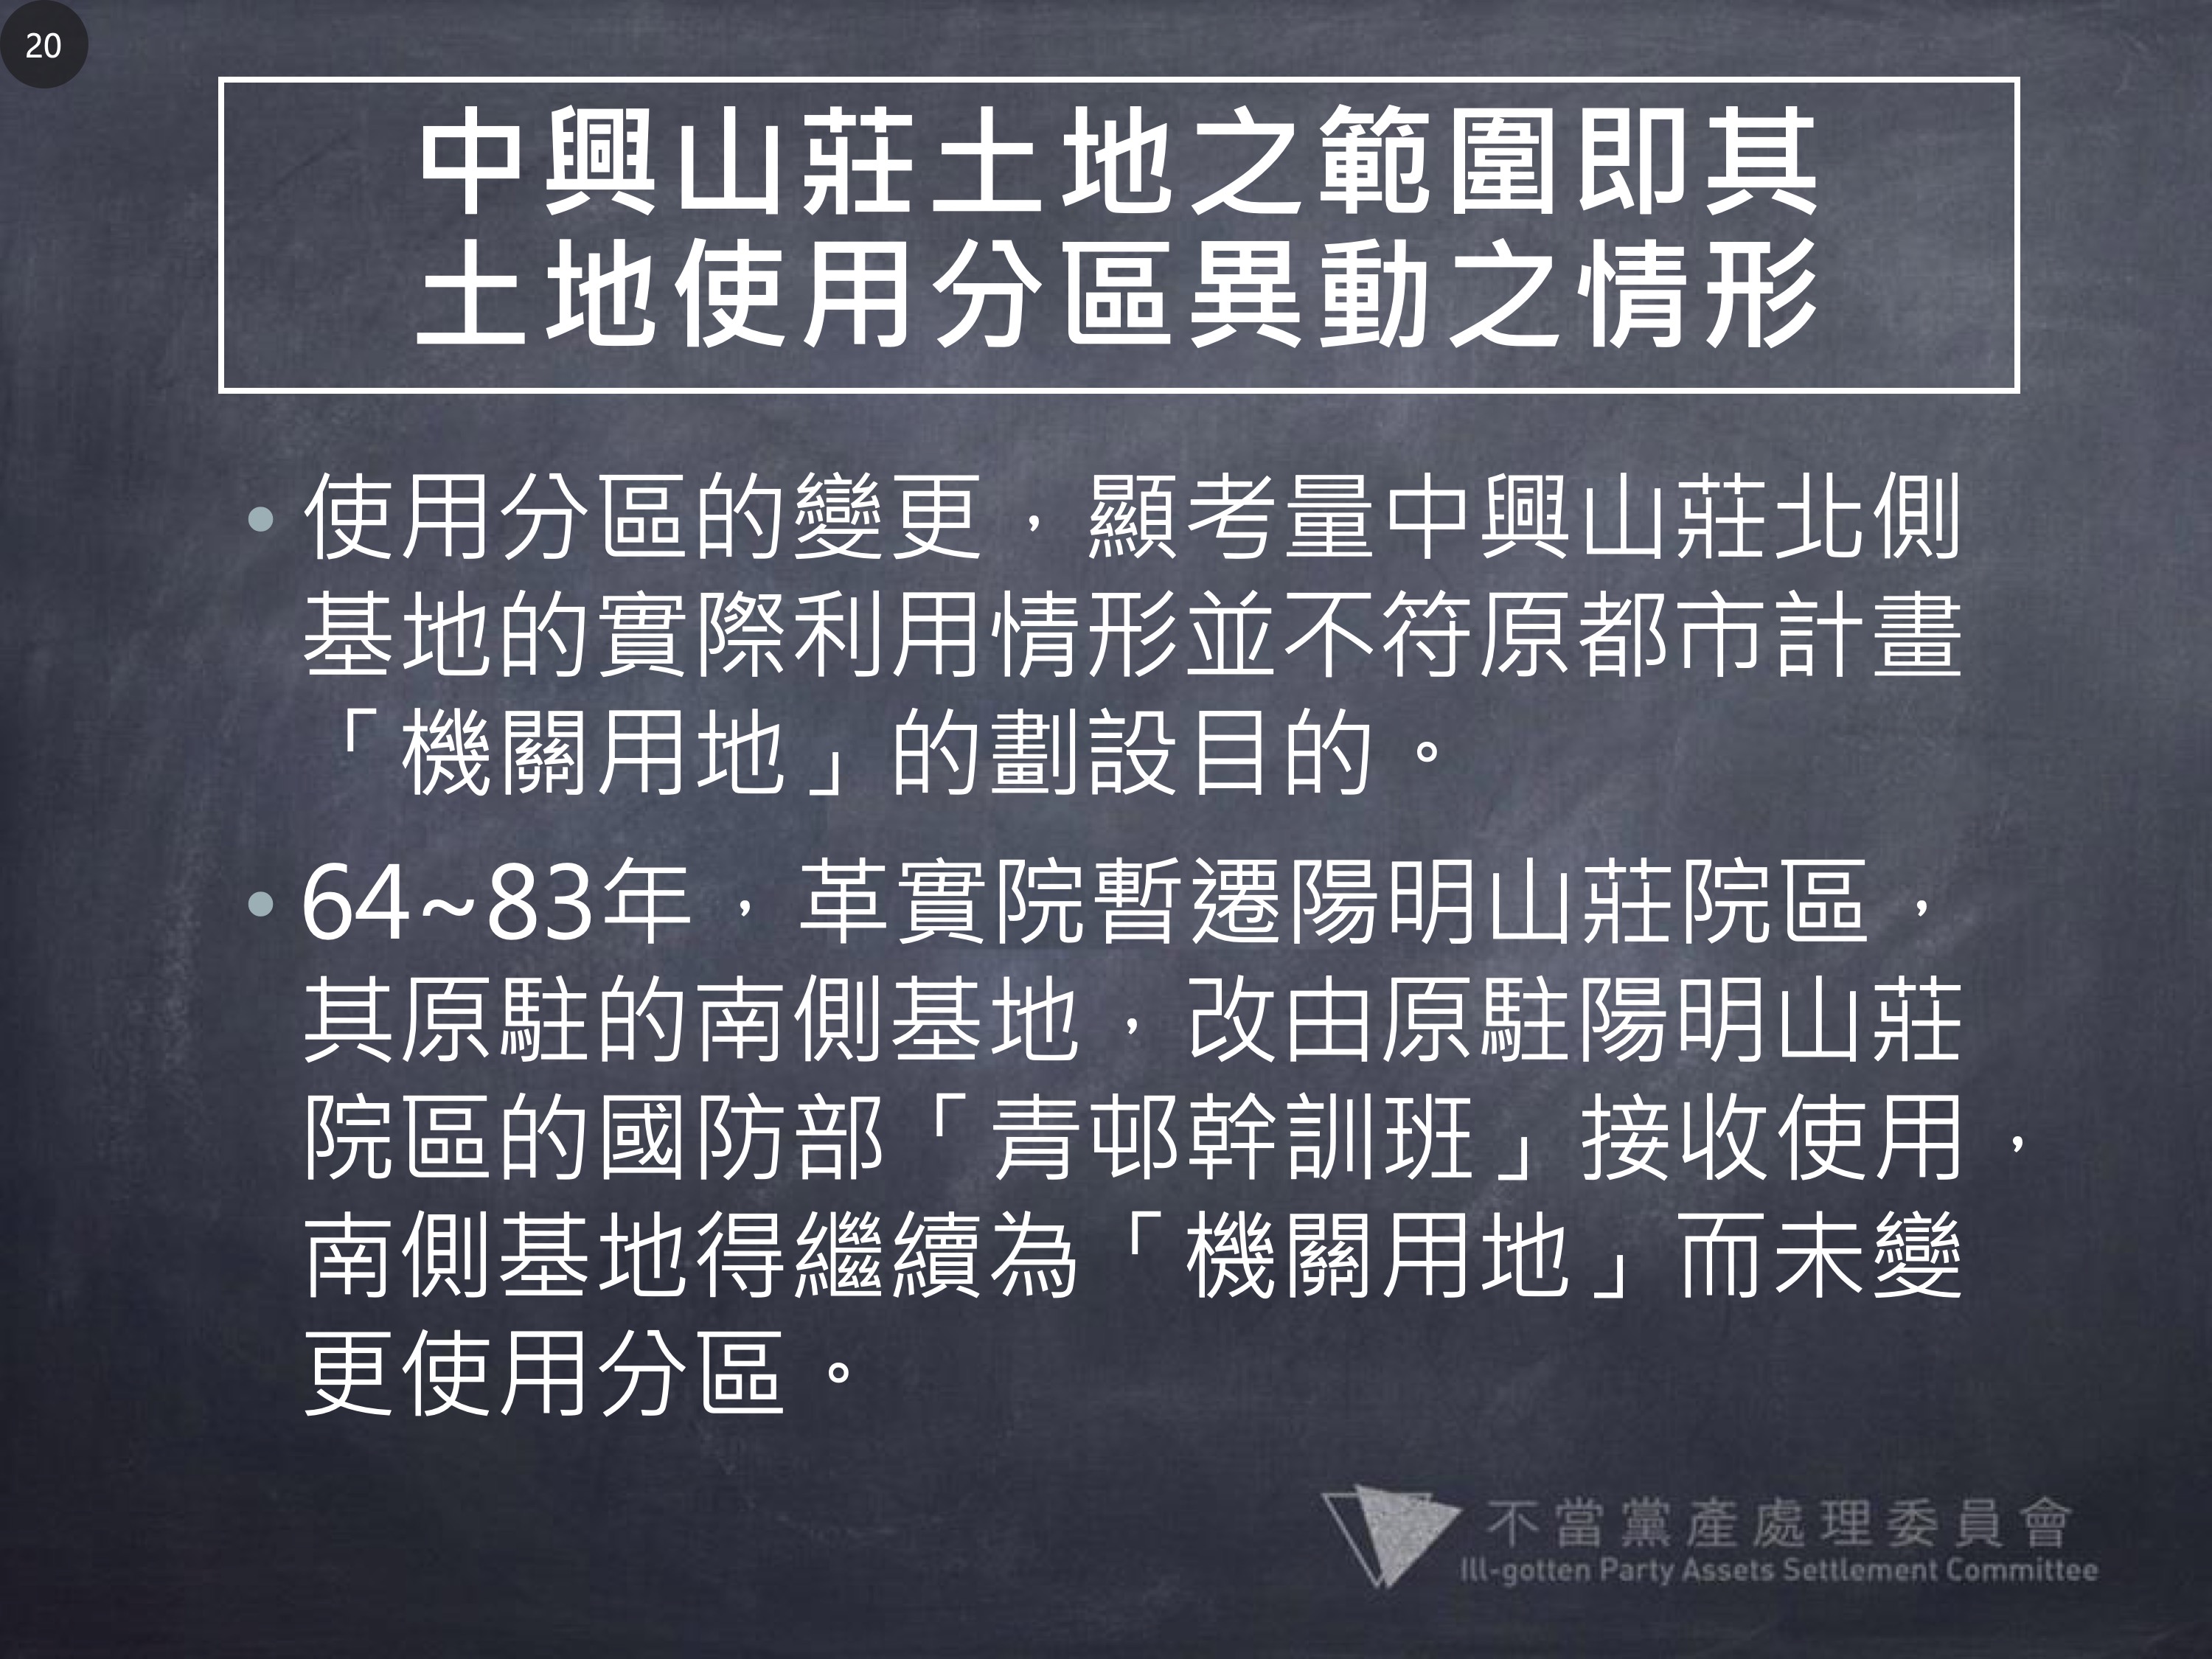 20
中興山莊土地之範圍即其
土地使用分區異動之情形
• 使用分區的變更，顯考量中興山莊北側
基地的實際利用情形並不符原都市計畫
「機關用地」的劃設目的。
• 64~83年，革實院暫遷陽明山莊院區，
其原駐的南側基地，改由原駐陽明山莊
院區的國防部「青邨幹訓班」接收使用，
南側基地得繼續為「機關用地」而未變
更使用分區。
不當黨產處理委員會
Ill-gotten Party Assets Settlement Committee